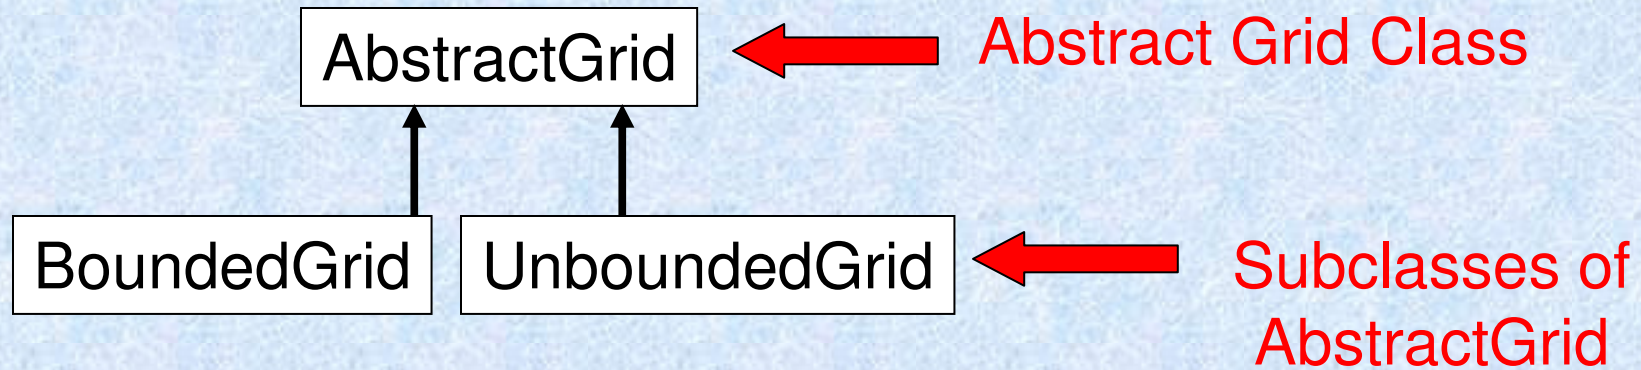 AbstractGrid
Abstract Grid Class
BoundedGrid
UnboundedGrid
Subclasses of
AbstractGrid